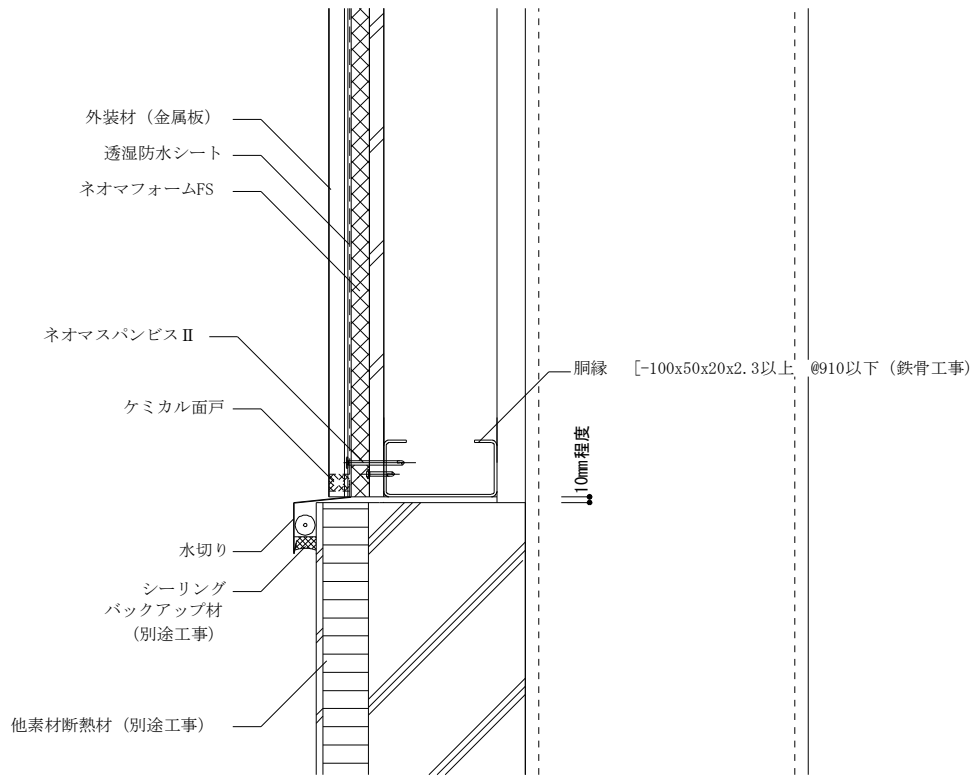 外装材（金属板）
透湿防水シート
ネオマフォームFS
ネオマスパンビスⅡ
胴縁　[-100x50x20x2.3以上　@910以下（鉄骨工事）
ケミカル面戸
10mm程度
水切り
シーリング
バックアップ材
（別途工事）
他素材断熱材（別途工事）